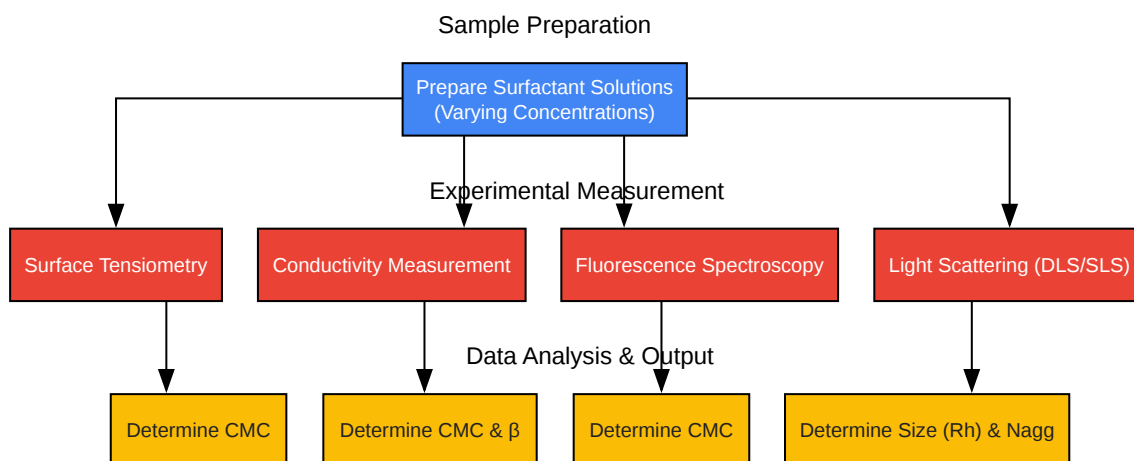 Sample Preparation
Prepare Surfactant Solutions
(Varying Concentrations)
Experimental Measurement
Surface Tensiometry
Conductivity Measurement
Fluorescence Spectroscopy
Light Scattering (DLS/SLS)
Data Analysis & Output
Determine CMC
Determine CMC & β
Determine CMC
Determine Size (Rh) & Nagg